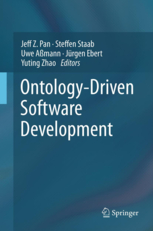 Jeff Z. Pan · Steffen Staab
Uwe Aßmann · Jürgen Ebert
Yuting Zhao Editors
Ontology-Driven
Software
Development
Springer